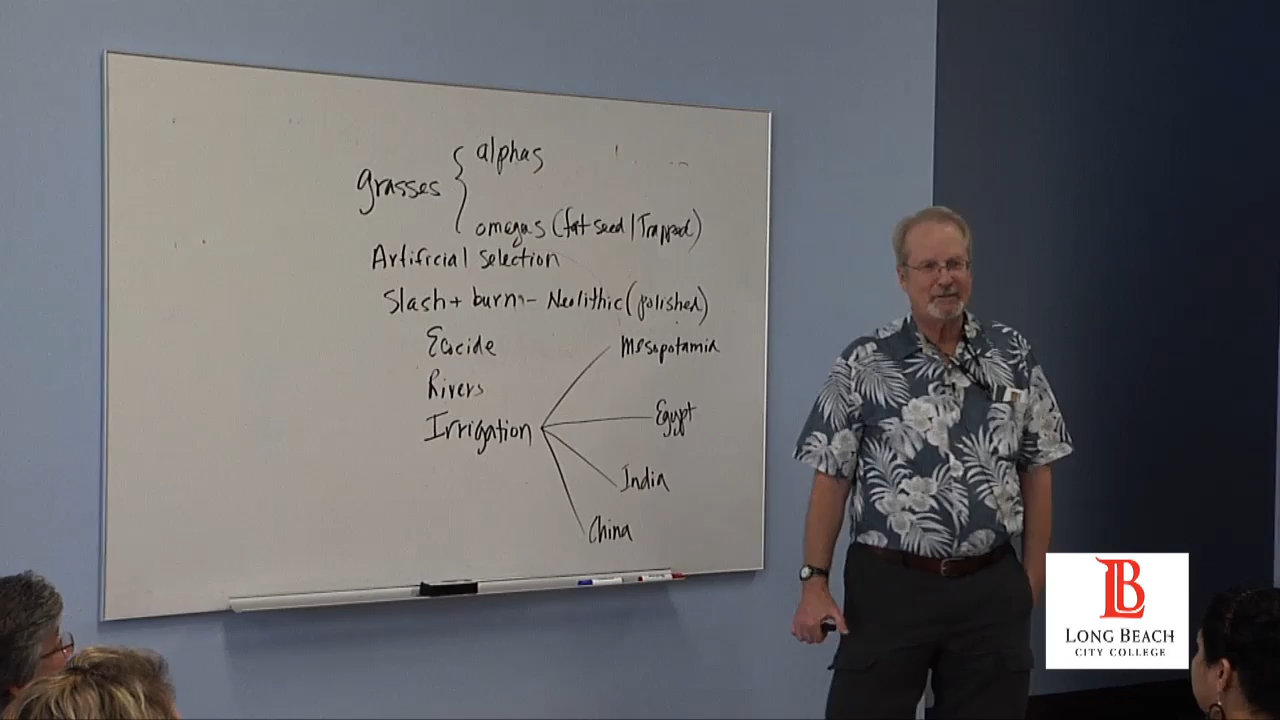 grasses { alphas
omegas (fat seed / Trapped)
Artificial selection
Slash + burn - Neolithic (polished)
Ecocide
Mesopotamia
Rivers
Irrigation
Egypt
India
China
LB
LONG BEACH
CITY COLLEGE